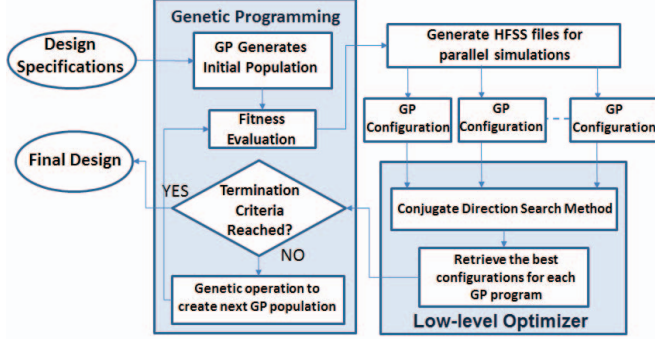 Genetic Programming
Design
Specifications
GP Generates
Initial Population
Generate HFSS files for
parallel simulations
Fitness
Evaluation
GP
Configuration
GP
Configuration
GP
Configuration
Final Design
YES
Termination
Criteria
Reached?
NO
Conjugate Direction Search Method
Genetic operation to
create next GP population
Retrieve the best
configurations for each
GP program
Low-level Optimizer